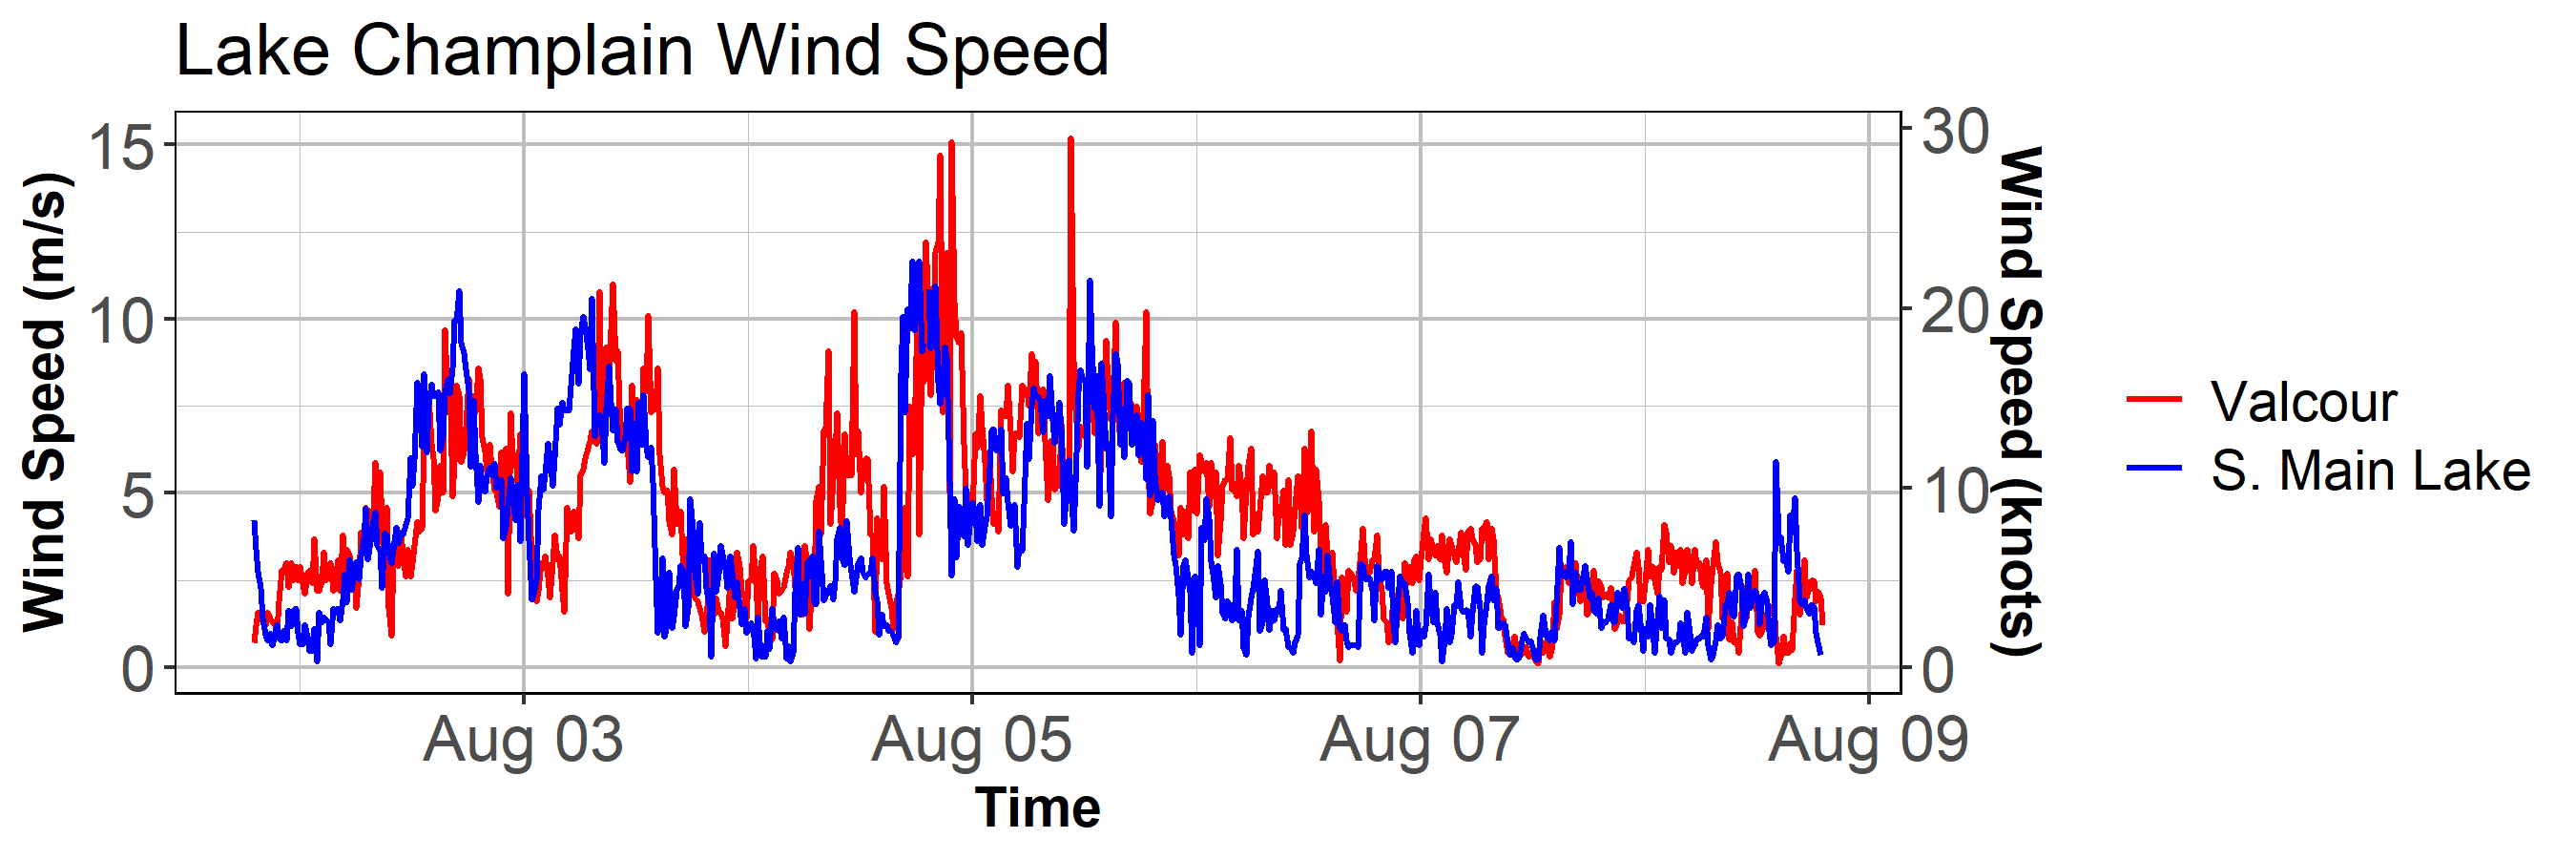 Lake Champlain Wind Speed
Wind Speed (m/s)
15
10
5
0
30
20
10
0
Wind Speed (knots)
Aug 03
Aug 05
Aug 07
Aug 09
Time
Valcour
S. Main Lake